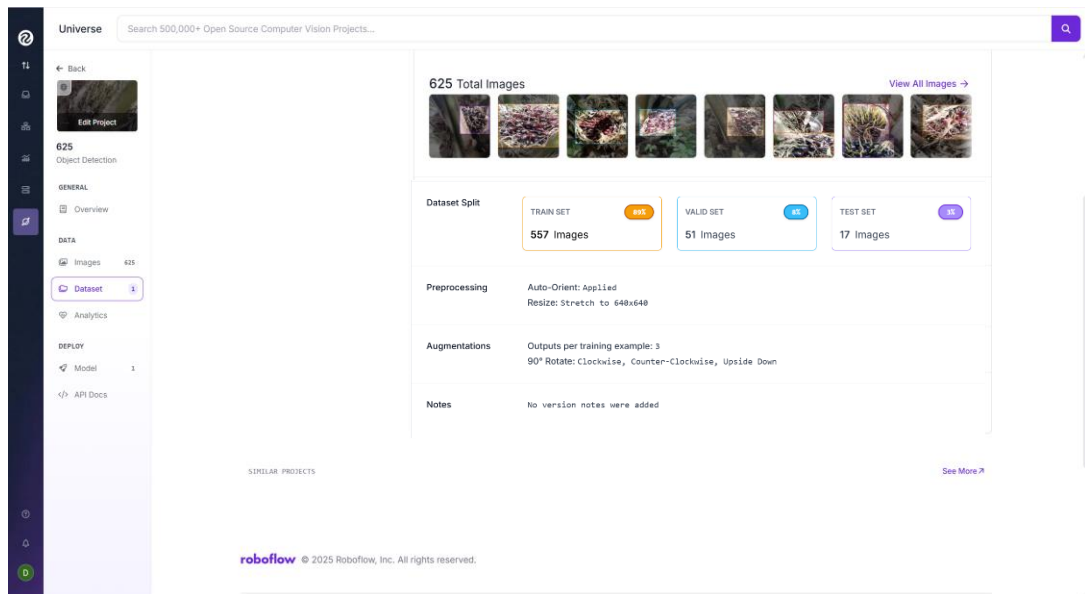 Universe
Search 500,000+ Open Source Computer Vision Projects...
← Back
Edit Project
625
Object Detection
GENERAL
Overview
DATA
Images 625
Dataset 1
Analytics
DEPLOY
Model 1
</> API Docs
625 Total Images
View All Images →
Dataset Split
TRAIN SET
557 Images
VALID SET 8%
51 Images
TEST SET 3%
17 Images
Preprocessing
Auto-Orient: Applied
Resize: Stretch to 640x640
Augmentations
Outputs per training example: 3
90° Rotate: Clockwise, Counter-Clockwise, Upside Down
Notes
No version notes were added
SIMILAR PROJECTS
See More↗
roboflow © 2025 Roboflow, Inc. All rights reserved.
D